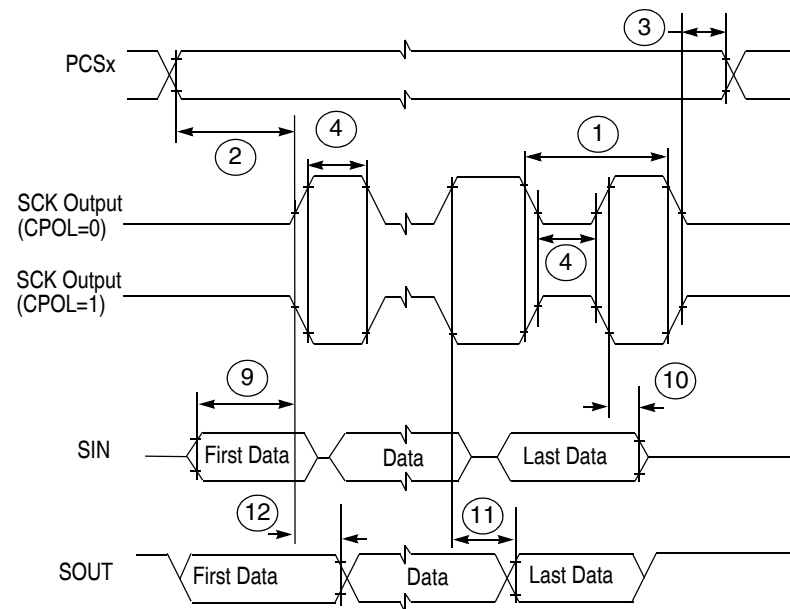 3
PCSx
2
4
1
SCK Output
(CPOL=0)
4
SCK Output
(CPOL=1)
9
10
SIN
First Data
Data
Last Data
12
11
SOUT
First Data
Data
Last Data